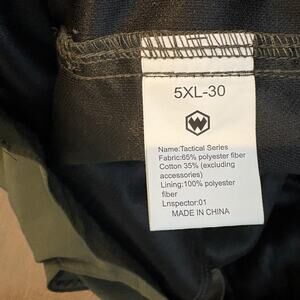 5XL-30
W
Name:Tactical Series
Fabric:65% polyester fiber
Cotton 35% (excluding
accessories)
Lining:100% polyester
fiber
Lnspector:01
MADE IN CHINA